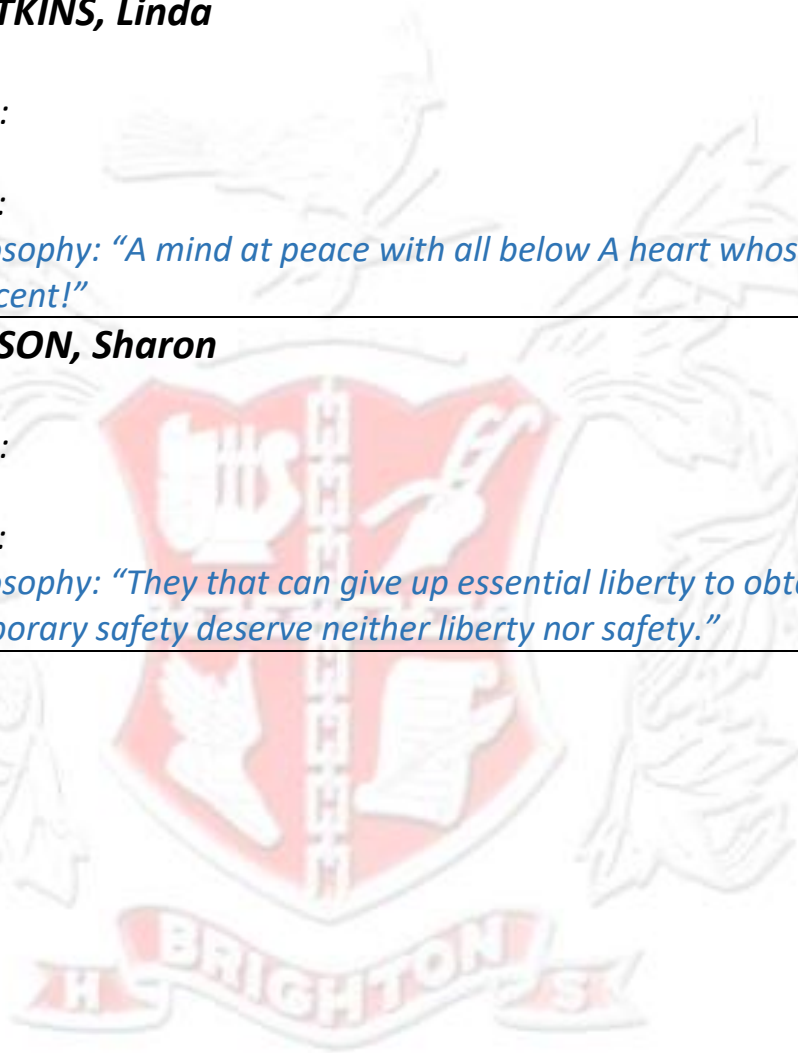 TKINS, Linda
:
:
osophy: “A mind at peace with all below A heart whos
cent!”
SON, Sharon
:
:
osophy: “They that can give up essential liberty to obta
porary safety deserve neither liberty nor safety.”
BRIGHTON
H S